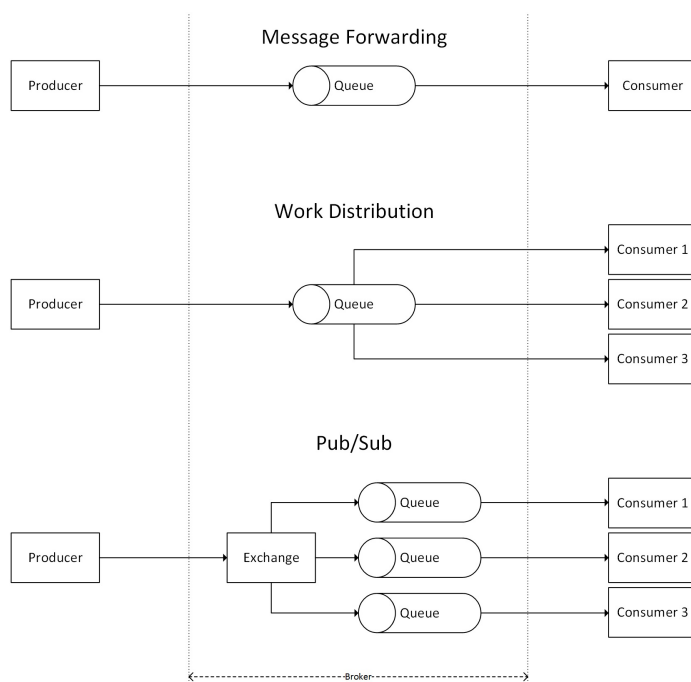 Message Forwarding
Producer
Queue
Consumer
Work Distribution
Consumer 1
Producer
Queue
Consumer 2
Consumer 3
Pub/Sub
Queue
Consumer 1
Producer
Exchange
Queue
Consumer 2
Queue
Consumer 3
Broker